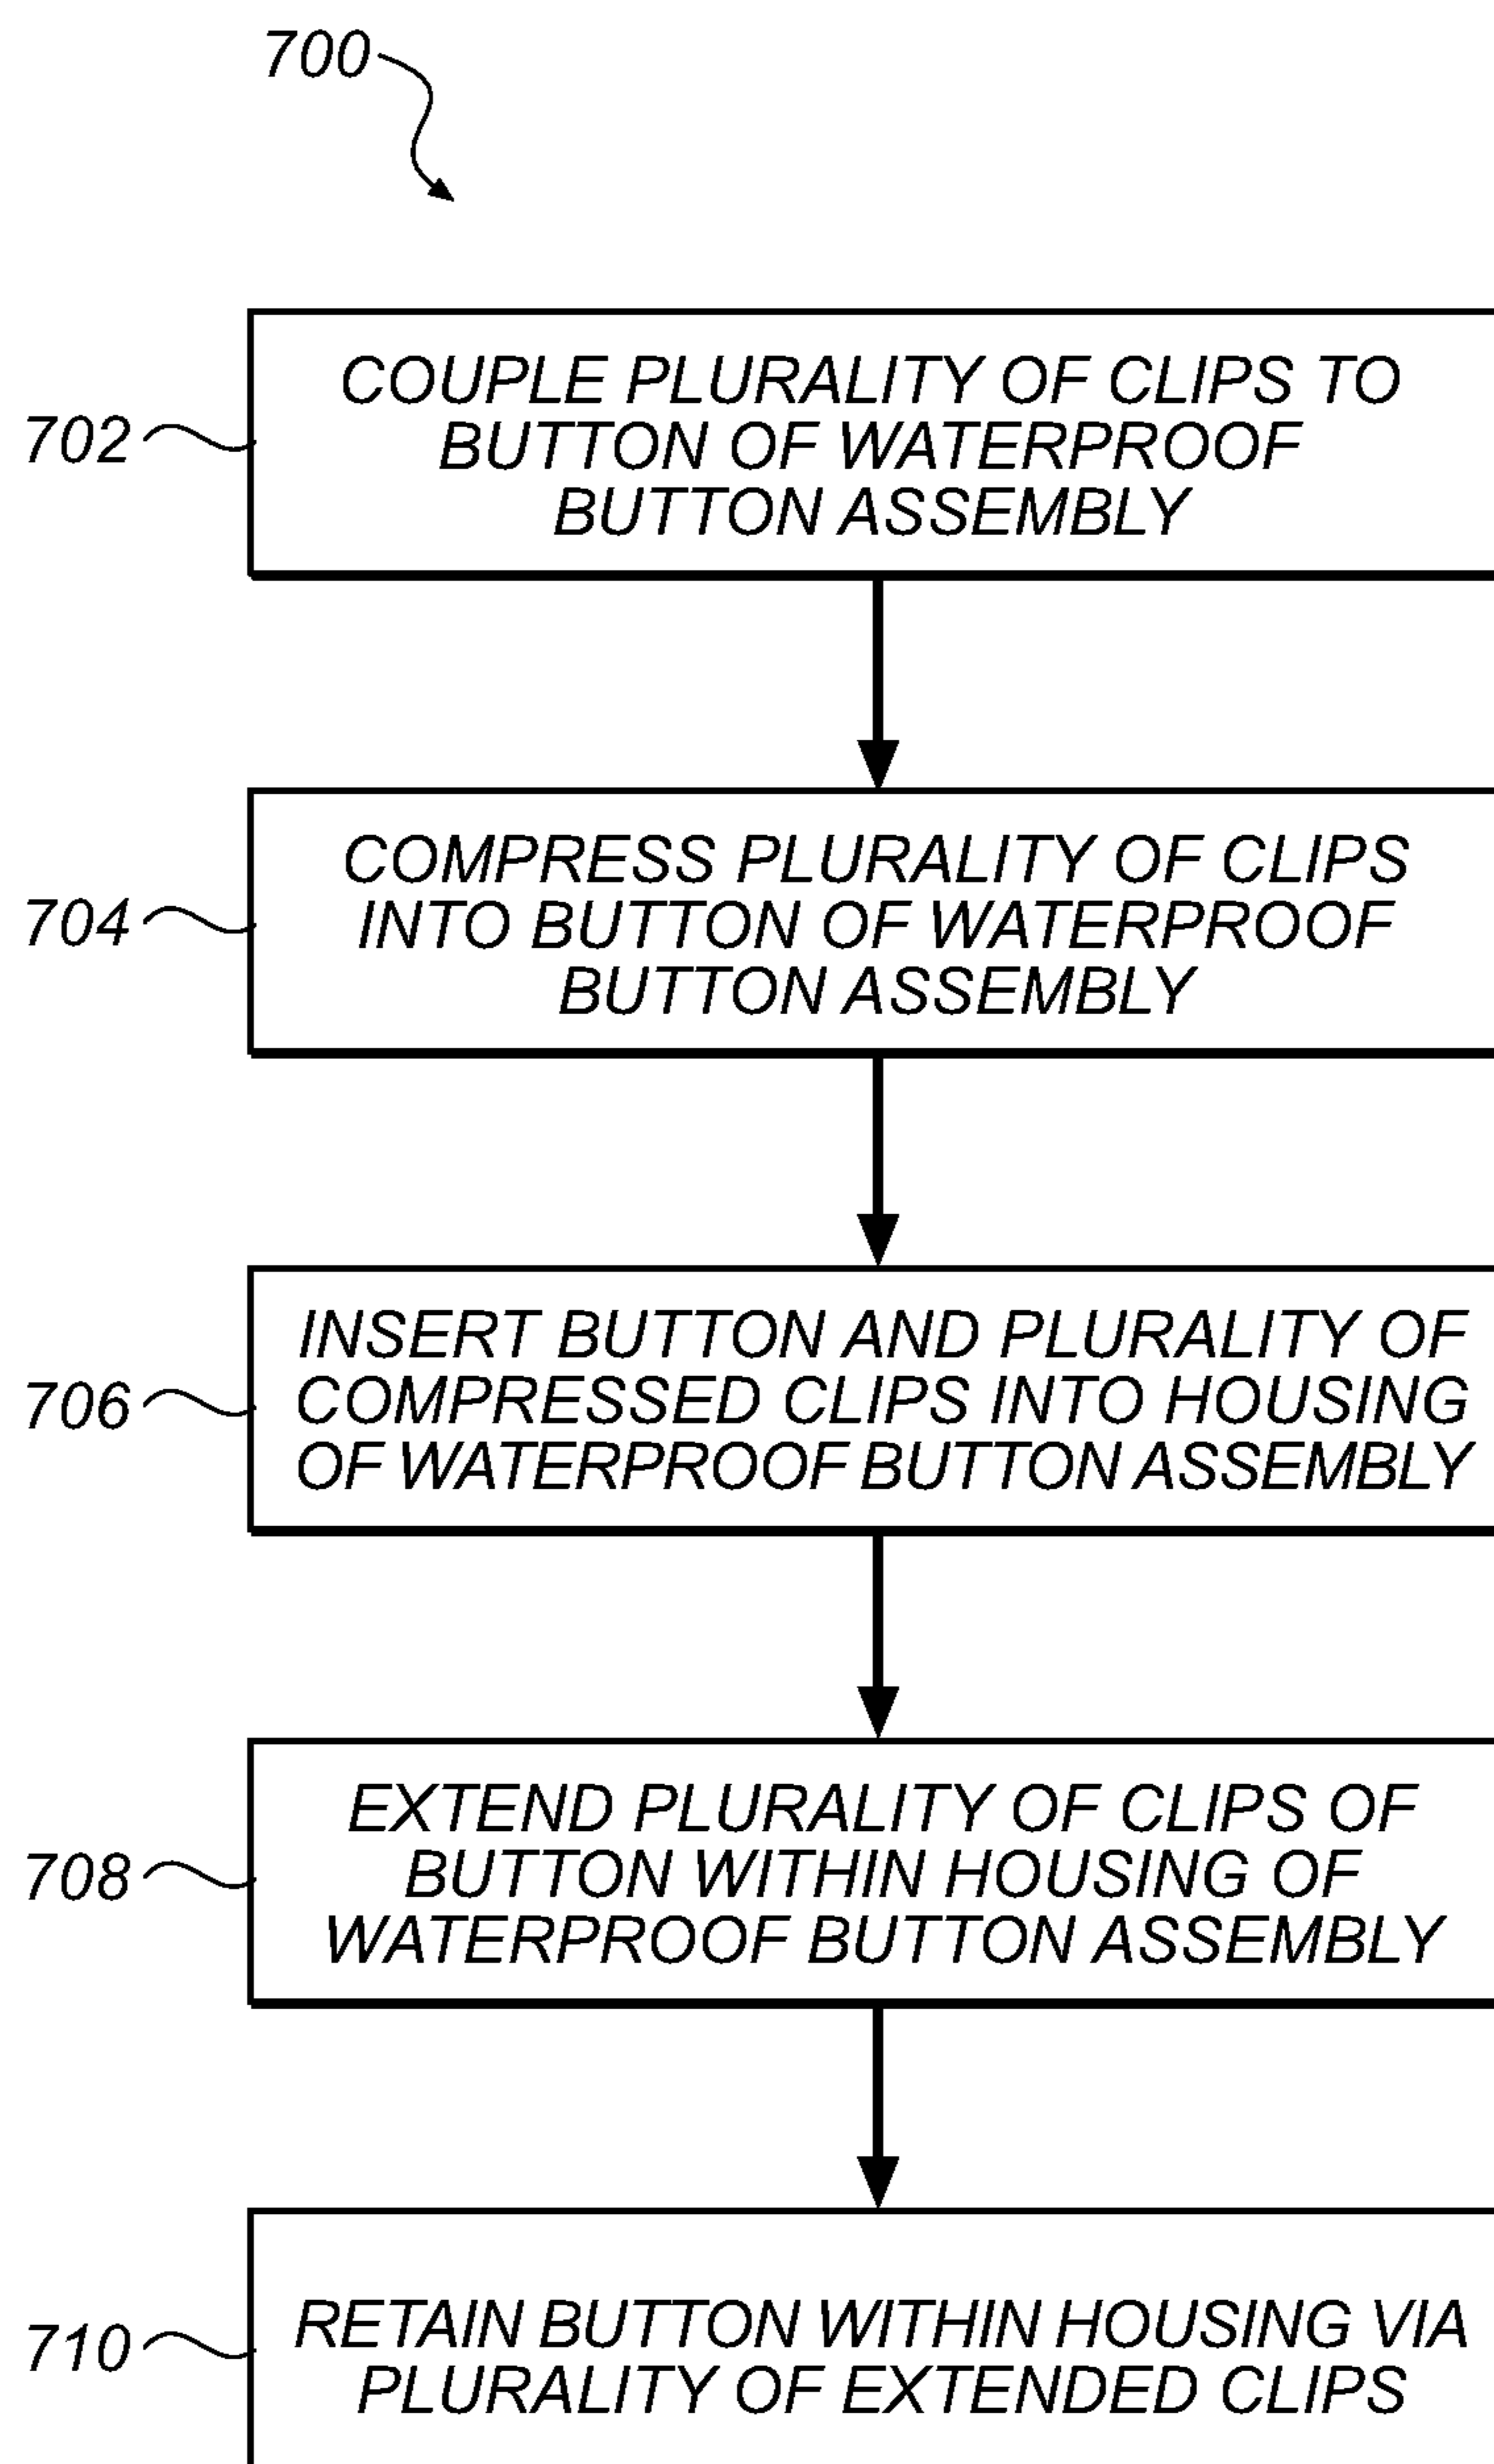 700
702
COUPLE PLURALITY OF CLIPS TO
BUTTON OF WATERPROOF
BUTTON ASSEMBLY
704
COMPRESS PLURALITY OF CLIPS
INTO BUTTON OF WATERPROOF
BUTTON ASSEMBLY
706
INSERT BUTTON AND PLURALITY OF
COMPRESSED CLIPS INTO HOUSING
OF WATERPROOF BUTTON ASSEMBLY
708
EXTEND PLURALITY OF CLIPS OF
BUTTON WITHIN HOUSING OF
WATERPROOF BUTTON ASSEMBLY
710
RETAIN BUTTON WITHIN HOUSING VIA
PLURALITY OF EXTENDED CLIPS